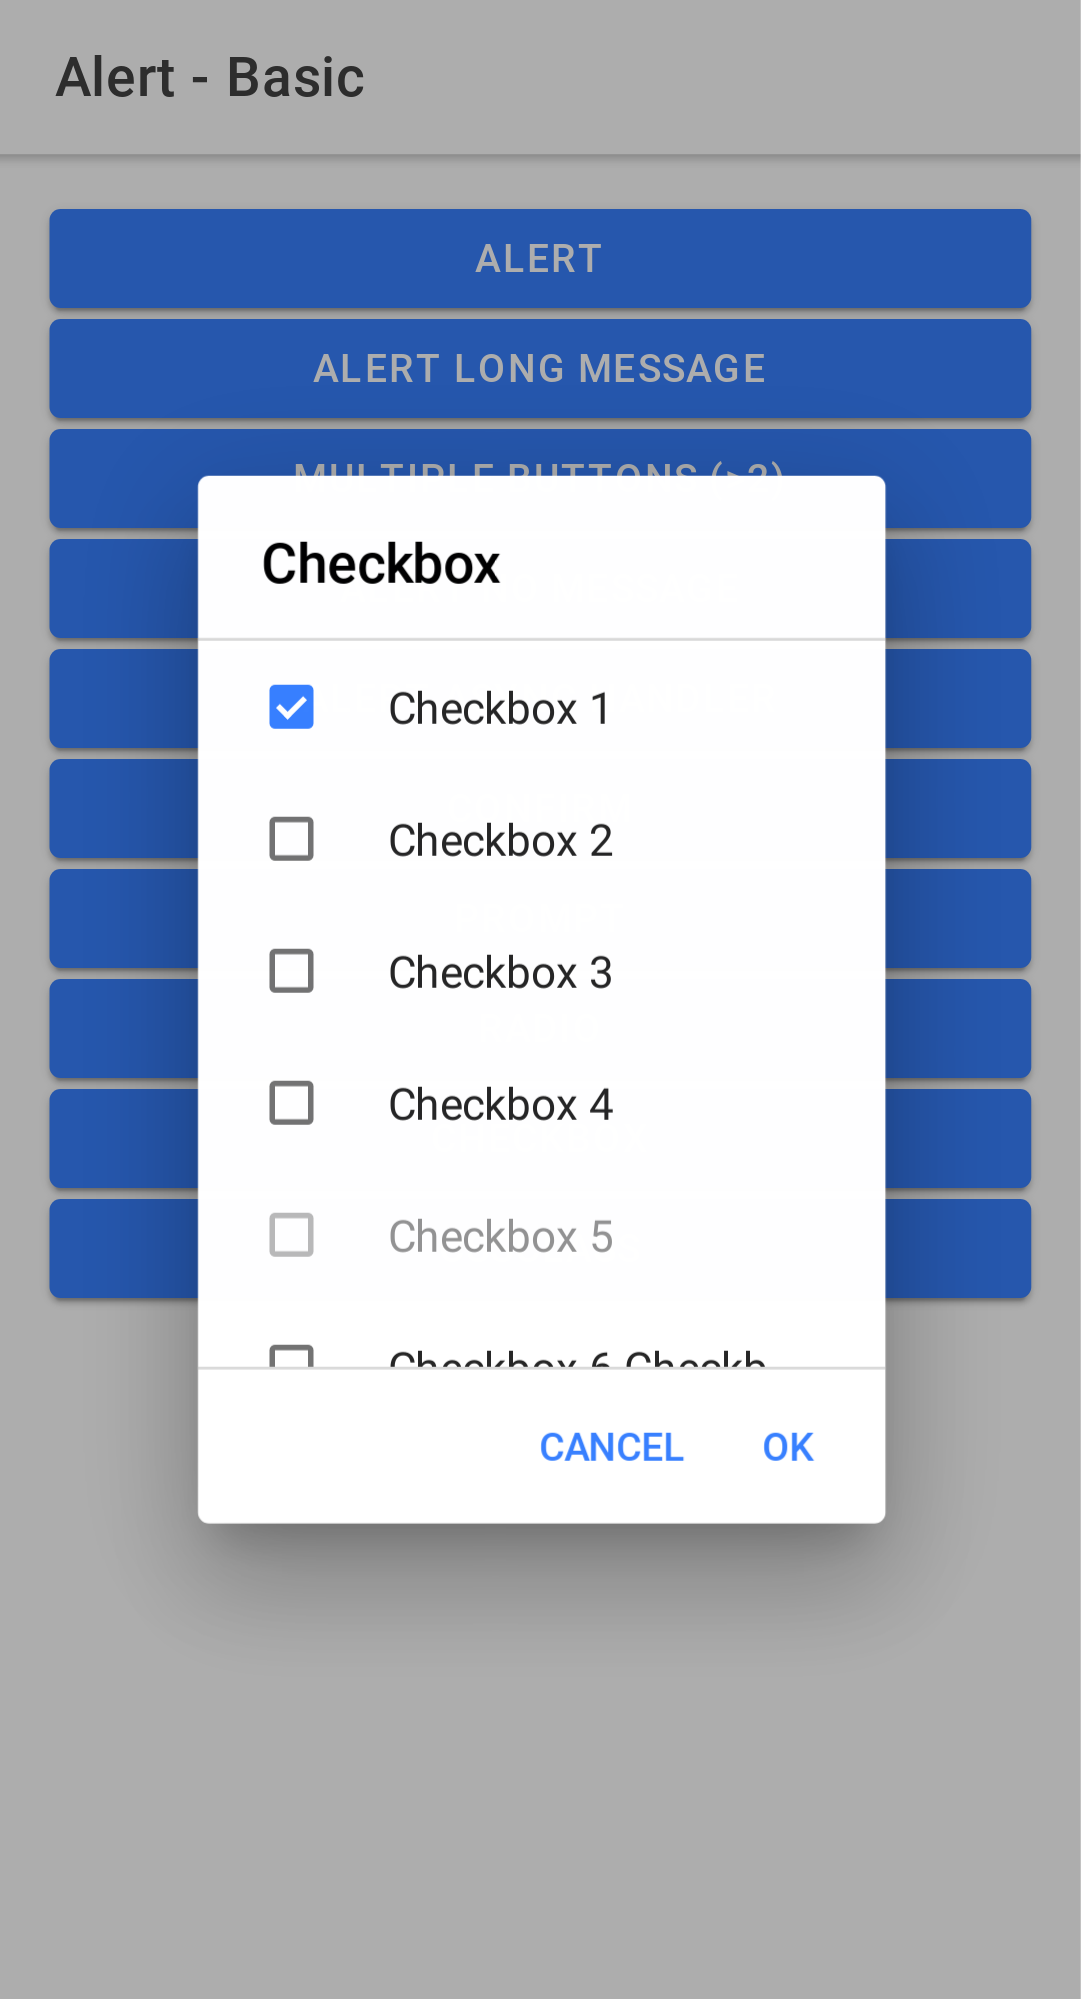 Alert - Basic
ALERT
ALERT LONG MESSAGE
MULTIPLE BUTTONS (>2)
Checkbox
Checkbox 1
Checkbox 2
Checkbox 3
Checkbox 4
Checkbox 5
Checkbox 6 Checkb
CANCEL
OK